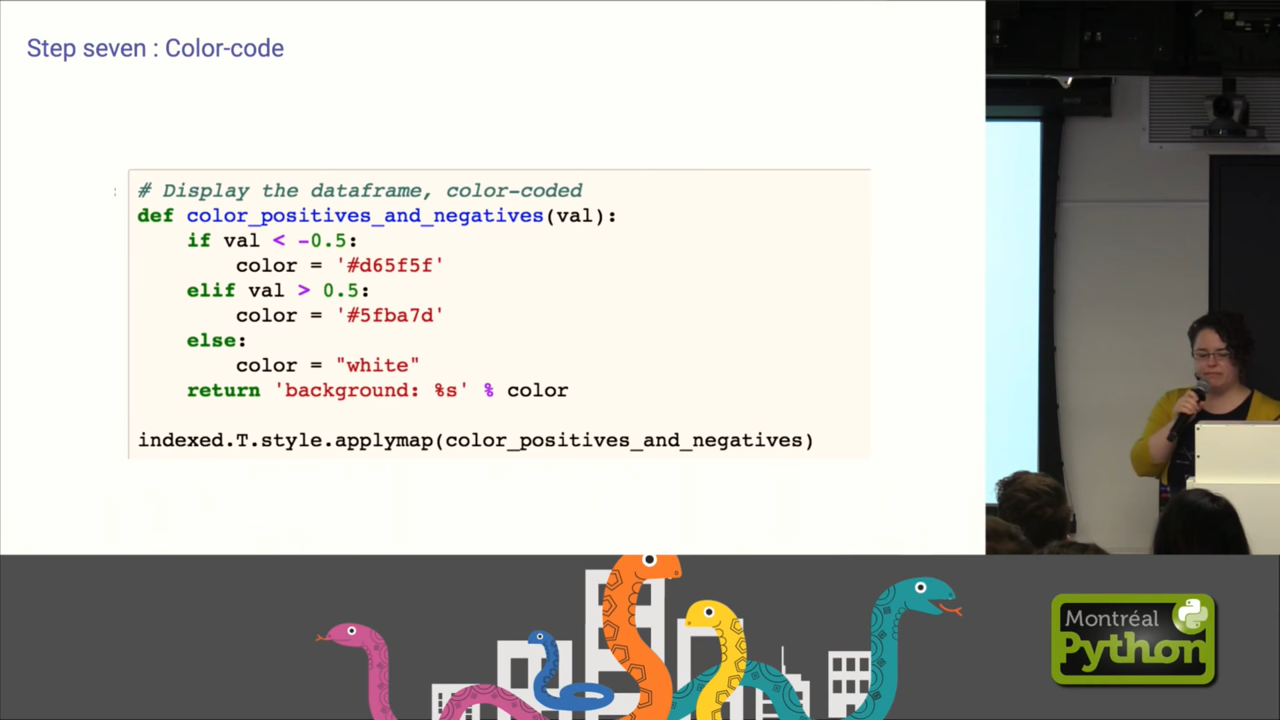 Step seven : Color-code
# Display the dataframe, color-coded
def color_positives_and_negatives(val):
    if val < -0.5:
        color = '#d65f5f'
    elif val > 0.5:
        color = '#5fba7d'
    else:
        color = "white"
    return 'background: %s' % color
indexed.T.style.applymap(color_positives_and_negatives)
Montréal
Python